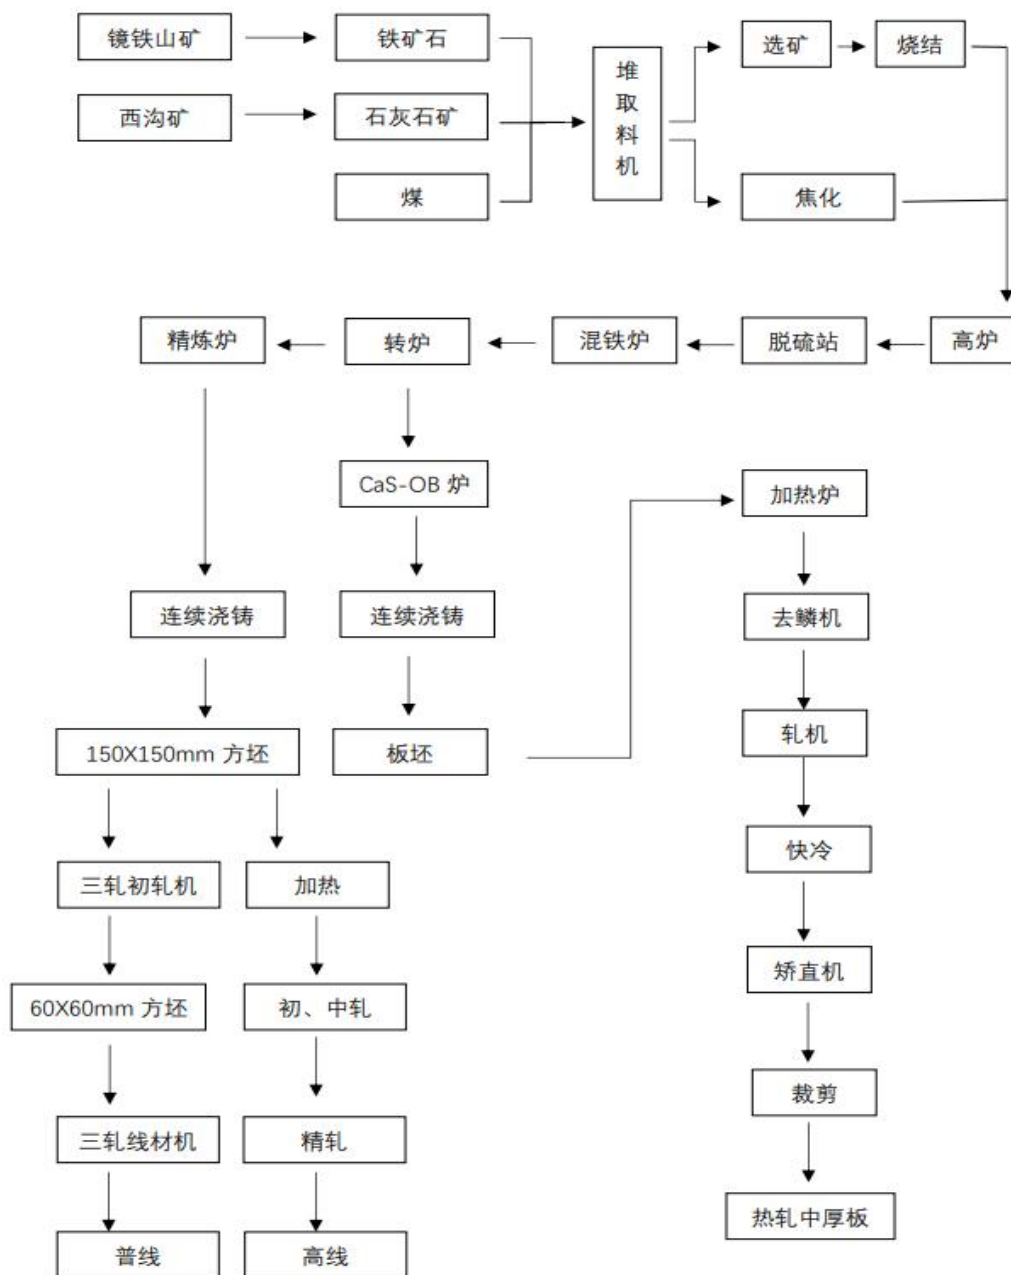 镜铁山矿
铁矿石
选矿
烧结
堆取料机
西沟矿
石灰石矿
煤
焦化
精炼炉
转炉
混铁炉
脱硫站
高炉
CaS-OB 炉
加热炉
连续浇铸
连续浇铸
去鳞机
150X150mm 方坯
板坯
轧机
三轧初轧机
加热
快冷
60X60mm 方坯
初、中轧
矫直机
三轧线材机
精轧
裁剪
普线
高线
热轧中厚板